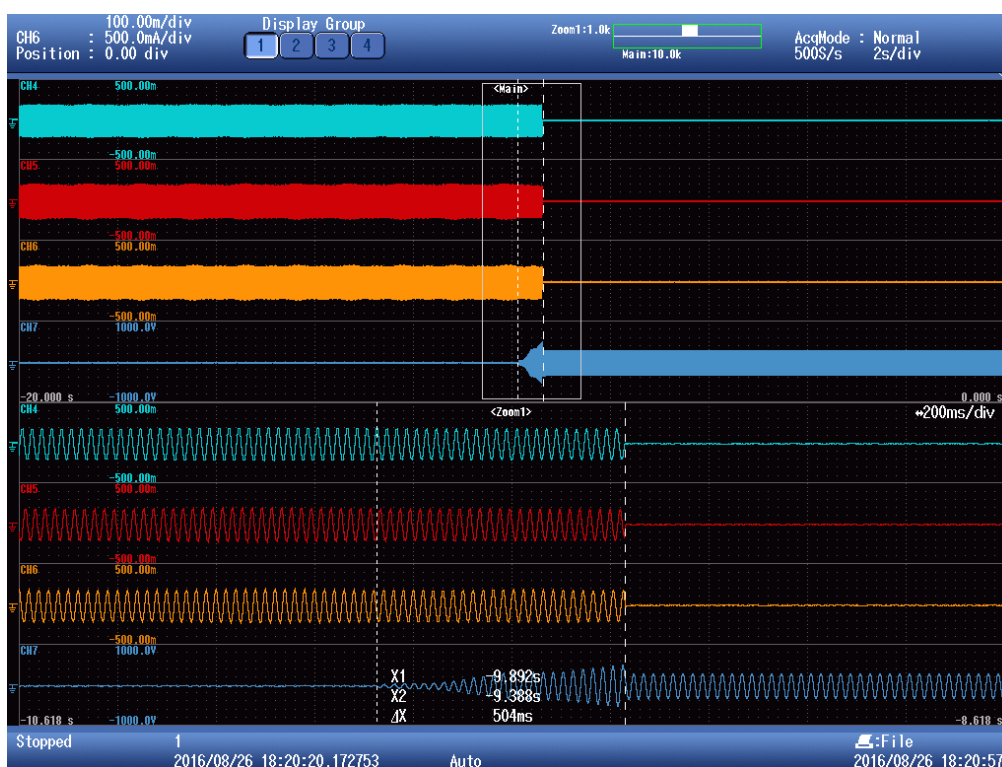 100.00m/div
CH6 : 500.0mA/div
Position : 0.00 div
Display Group
1 2 3 4
Zoom1:1.0k
Main:10.0k
AcqMode : Normal
500S/s 2s/div
CH4 500.00m
<Main>
-500.00m
CH5 500.00m
-500.00m
CH6 500.00m
-500.00m
CH7 1000.0V
-20.000 s -1000.0V 0.000 s
CH4 500.00m <Zoom1> ↔200ms/div
-500.00m
CH5 500.00m
-500.00m
CH6 500.00m
-500.00m
CH7 1000.0V
X1 -9.892s
X2 -9.388s
ΔX 504ms
-10.618 s -1000.0V -8.618 s
Stopped 1 :File
2016/08/26 18:20:20.172753 Auto 2016/08/26 18:20:57